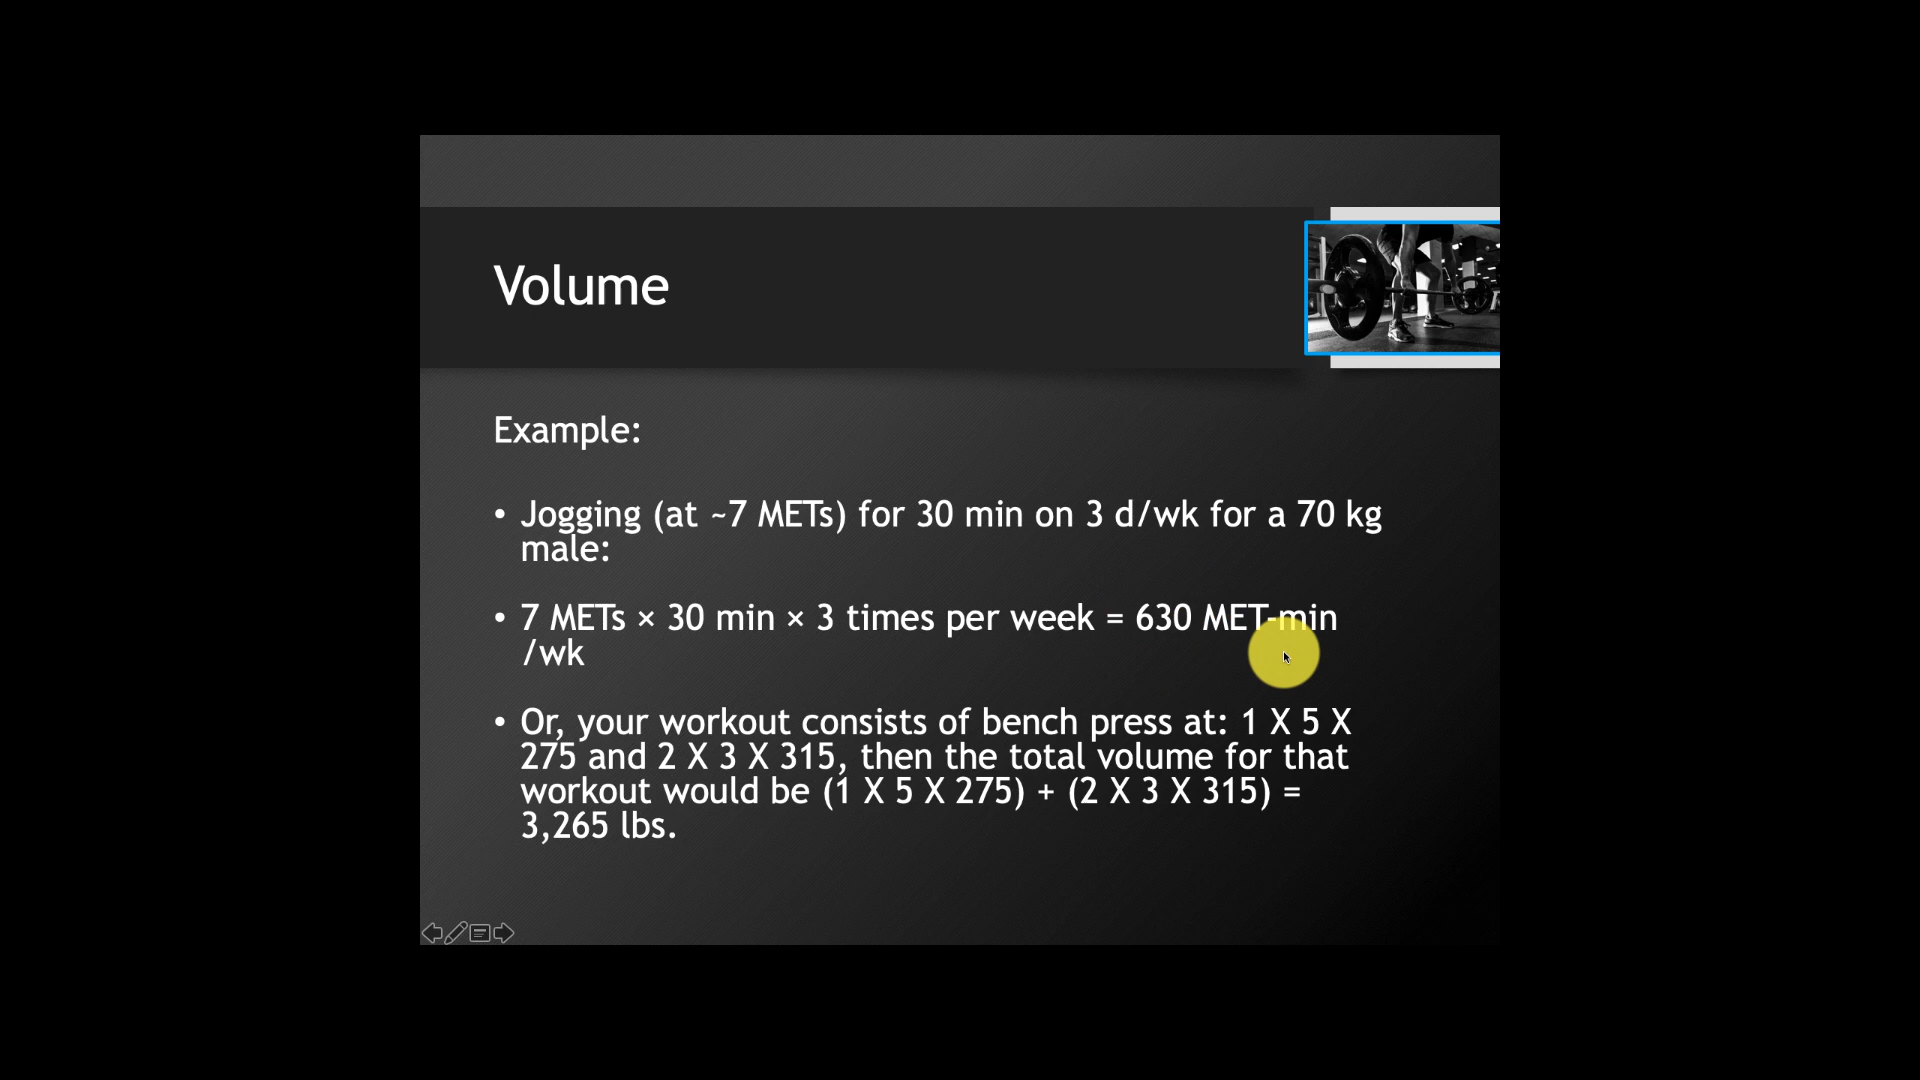 Volume
Example:
• Jogging (at ~7 METs) for 30 min on 3 d/wk for a 70 kg
male:
• 7 METs × 30 min × 3 times per week = 630 MET-min
/wk
• Or, your workout consists of bench press at: 1 X 5 X
275 and 2 X 3 X 315, then the total volume for that
workout would be (1 X 5 X 275) + (2 X 3 X 315) =
3,265 lbs.